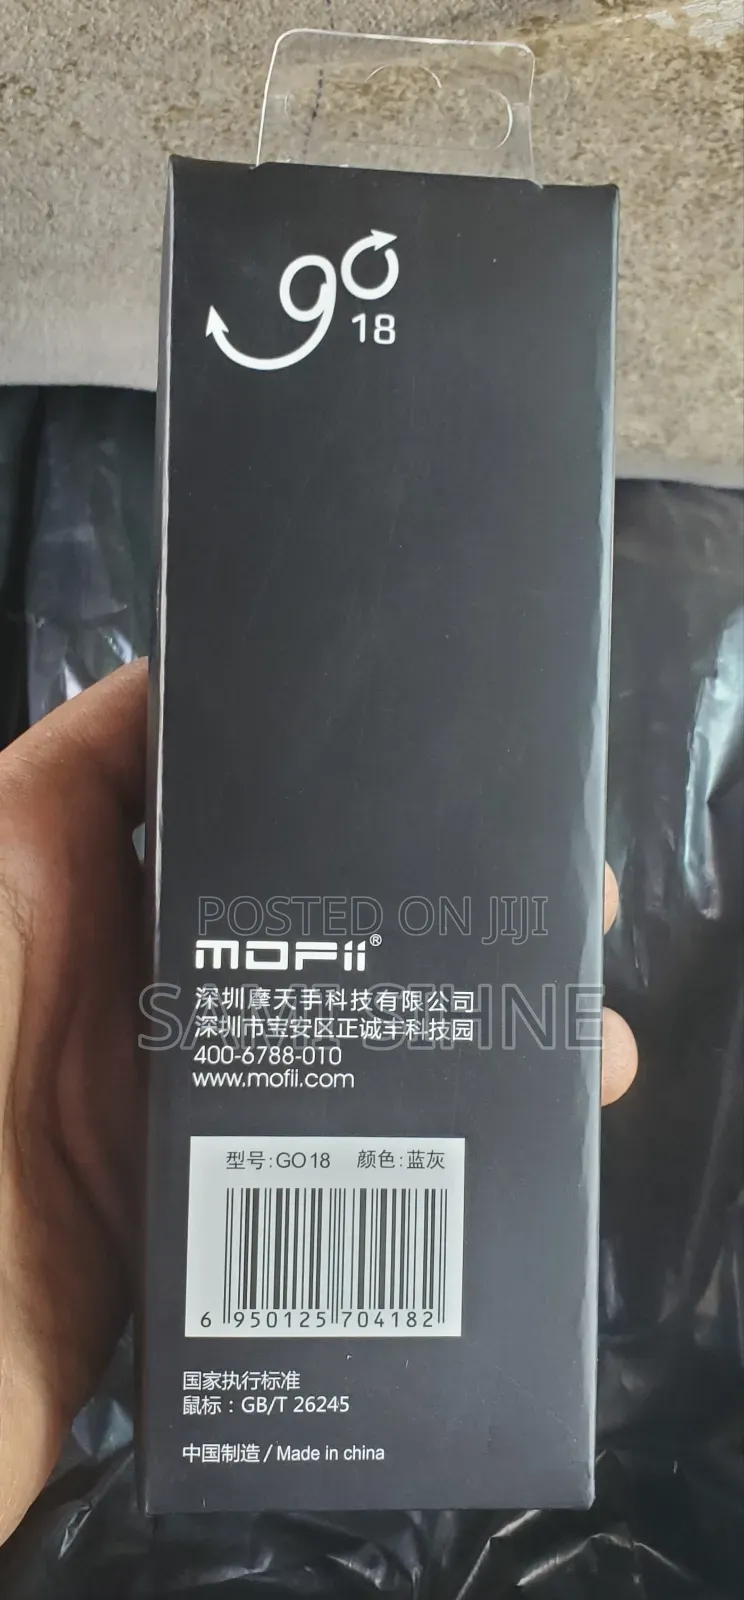 go
18
POSTED ON JIJI
MOFii®
深圳摩天手科技有限公司
SAMI SIHNE
深圳市宝安区正诚丰科技园
400-6788-010
www.mofii.com
型号:GO18 颜色:蓝灰
6 950125 704182
国家执行标准
鼠标：GB/T 26245
中国制造/Made in china